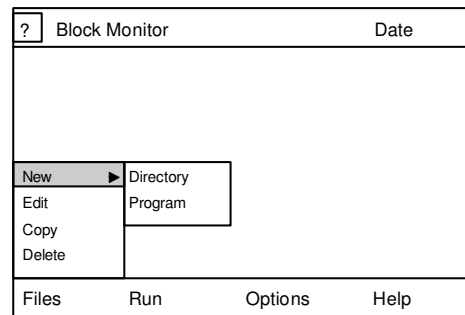 ? Block Monitor Date
New ▶ Directory
Edit Program
Copy
Delete
Files Run Options Help